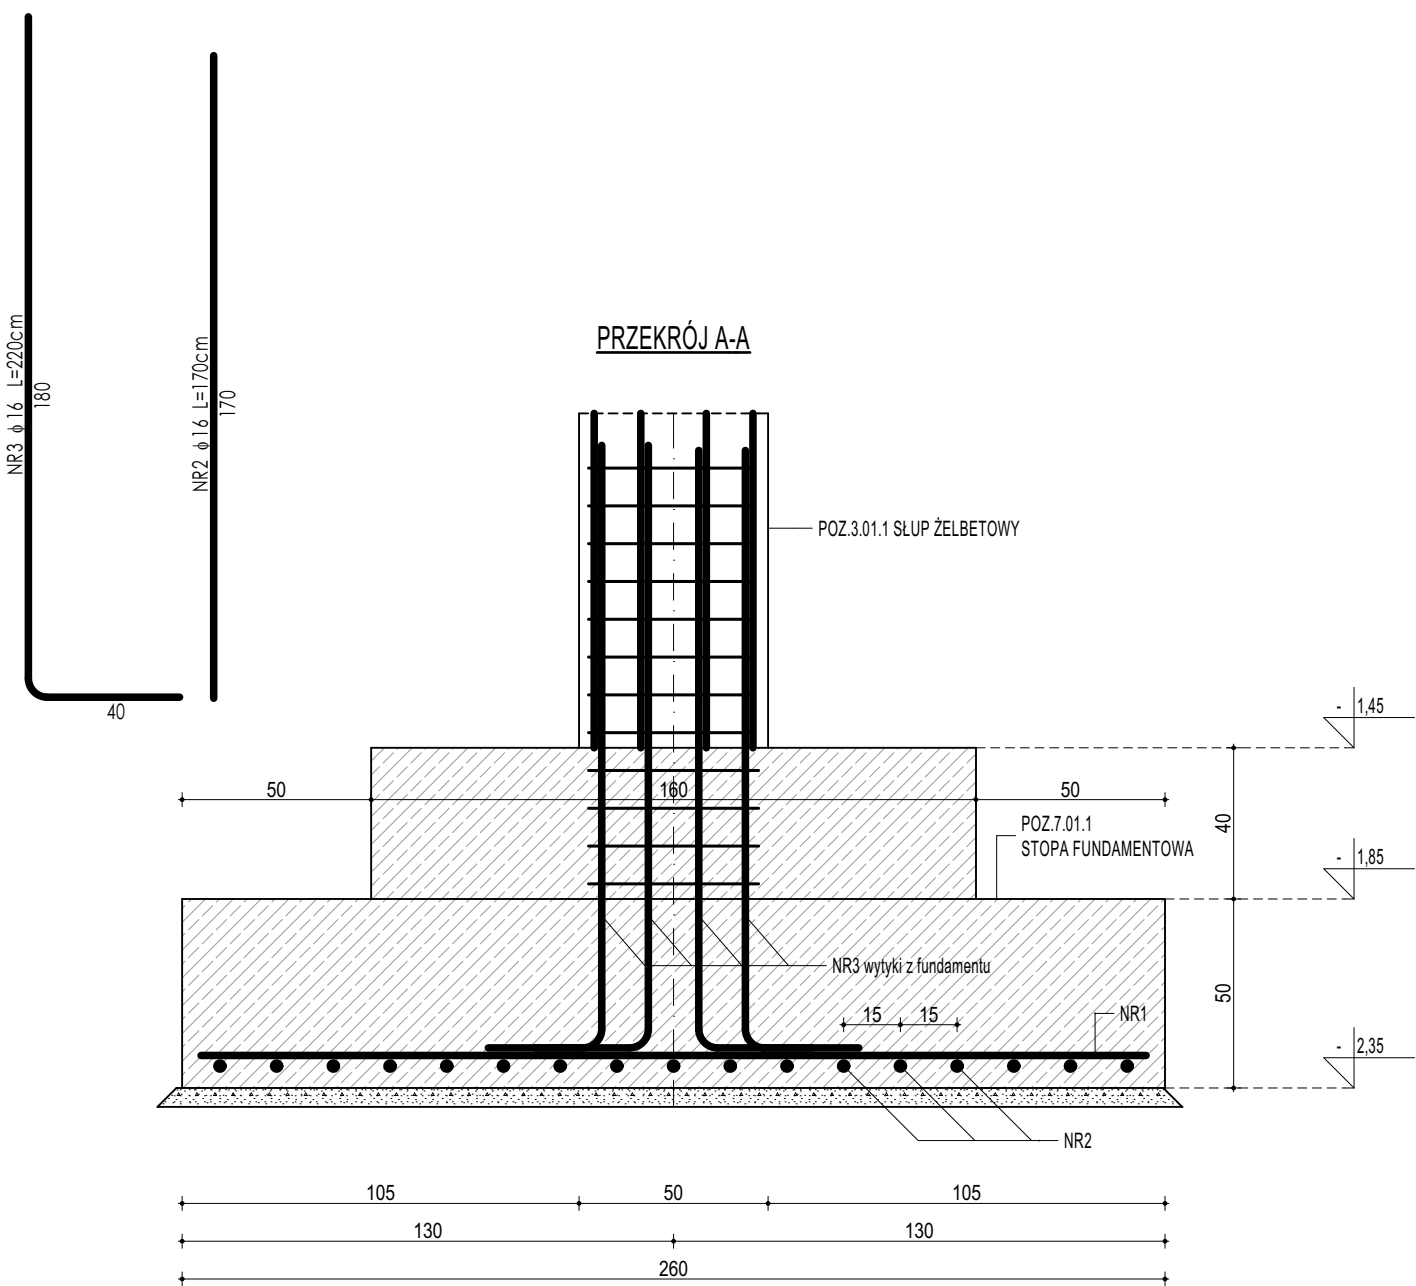 NR3 ϕ16 L=220cm
180
40
NR2 ϕ16 L=170cm
170
PRZEKRÓJ A-A
POZ.3.01.1 SŁUP ŻELBETOWY
- 1,45
50
160
50
40
POZ.7.01.1
STOPA FUNDAMENTOWA
- 1,85
NR3 wytyki z fundamentu
50
15
15
NR1
- 2,35
NR2
105
50
105
130
130
260